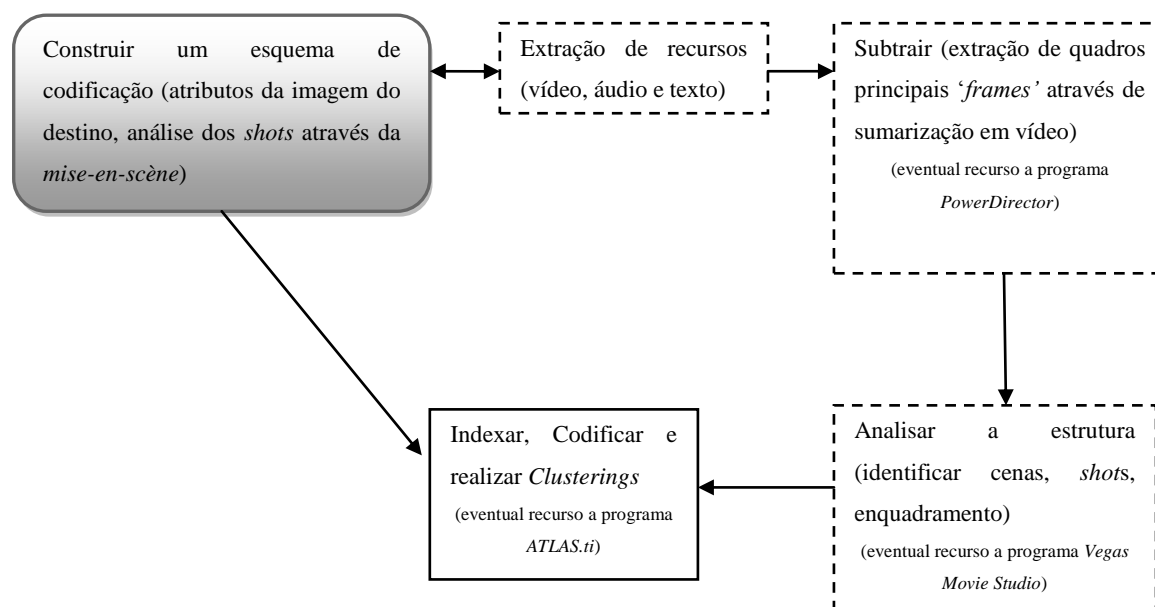 Construir um esquema de
codificação (atributos da imagem do
destino, análise dos shots através da
mise-en-scène)
Extração de recursos
(vídeo, áudio e texto)
Subtrair (extração de quadros
principais ‘frames’ através de
sumarização em vídeo)
(eventual recurso a programa
PowerDirector)
Indexar, Codificar e
realizar Clusterings
(eventual recurso a programa
ATLAS.ti)
Analisar a estrutura
(identificar cenas, shots,
enquadramento)
(eventual recurso a programa Vegas
Movie Studio)